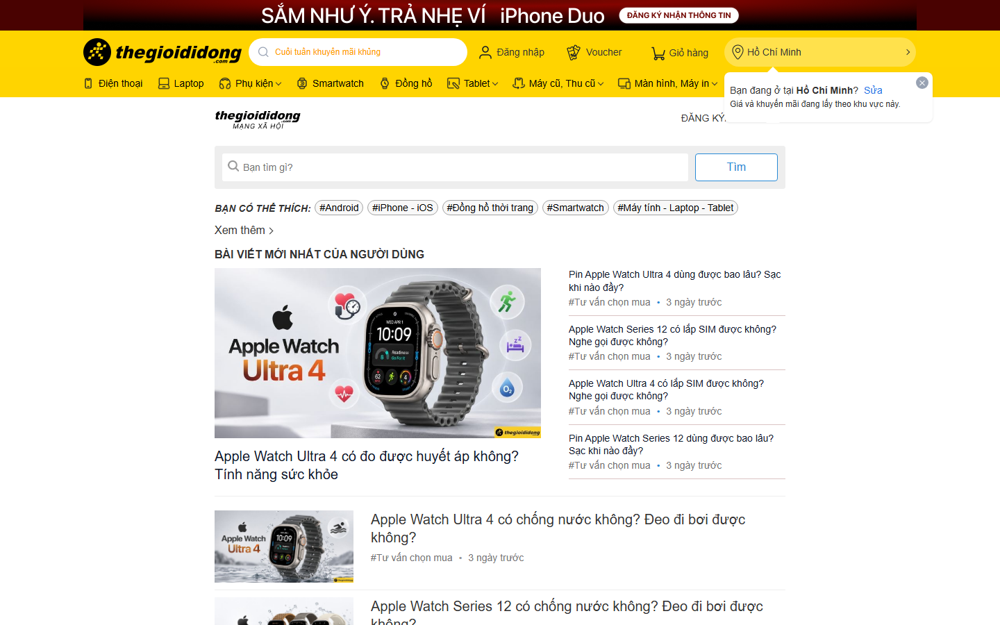 SẮM NHƯ Ý. TRẢ NHẸ VÍ iPhone Duo ĐĂNG KÝ NHẬN THÔNG TIN
thegioididong.com
Cuối tuần khuyến mãi khủng
Đăng nhập
Voucher
Giỏ hàng
Hồ Chí Minh
Điện thoại
Laptop
Phụ kiện
Smartwatch
Đồng hồ
Tablet
Máy cũ, Thu cũ
Màn hình, Máy in
Bạn đang ở tại Hồ Chí Minh? Sửa
Giá và khuyến mãi đang lấy theo khu vực này.
thegioididong.com
MẠNG XÃ HỘI
ĐĂNG KÝ
Bạn tìm gì?
Tìm
BẠN CÓ THỂ THÍCH: #Android #iPhone - iOS #Đồng hồ thời trang #Smartwatch #Máy tính - Laptop - Tablet
Xem thêm
BÀI VIẾT MỚI NHẤT CỦA NGƯỜI DÙNG
Apple Watch
Ultra 4
WED APR 1
10:09
Readiness
8 Go For It
62
4
O₂
thegioididong
Apple Watch Ultra 4 có đo được huyết áp không?
Tính năng sức khỏe
Pin Apple Watch Ultra 4 dùng được bao lâu? Sạc
khi nào đầy?
#Tư vấn chọn mua • 3 ngày trước
Apple Watch Series 12 có lắp SIM được không?
Nghe gọi được không?
#Tư vấn chọn mua • 3 ngày trước
Apple Watch Ultra 4 có lắp SIM được không?
Nghe gọi được không?
#Tư vấn chọn mua • 3 ngày trước
Pin Apple Watch Series 12 dùng được bao lâu?
Sạc khi nào đầy?
#Tư vấn chọn mua • 3 ngày trước
Apple Watch
Ultra 4
10:09
thegioididong
Apple Watch Ultra 4 có chống nước không? Đeo đi bơi được
không?
#Tư vấn chọn mua • 3 ngày trước
Apple Watch Series 12 có chống nước không? Đeo đi bơi được
không?